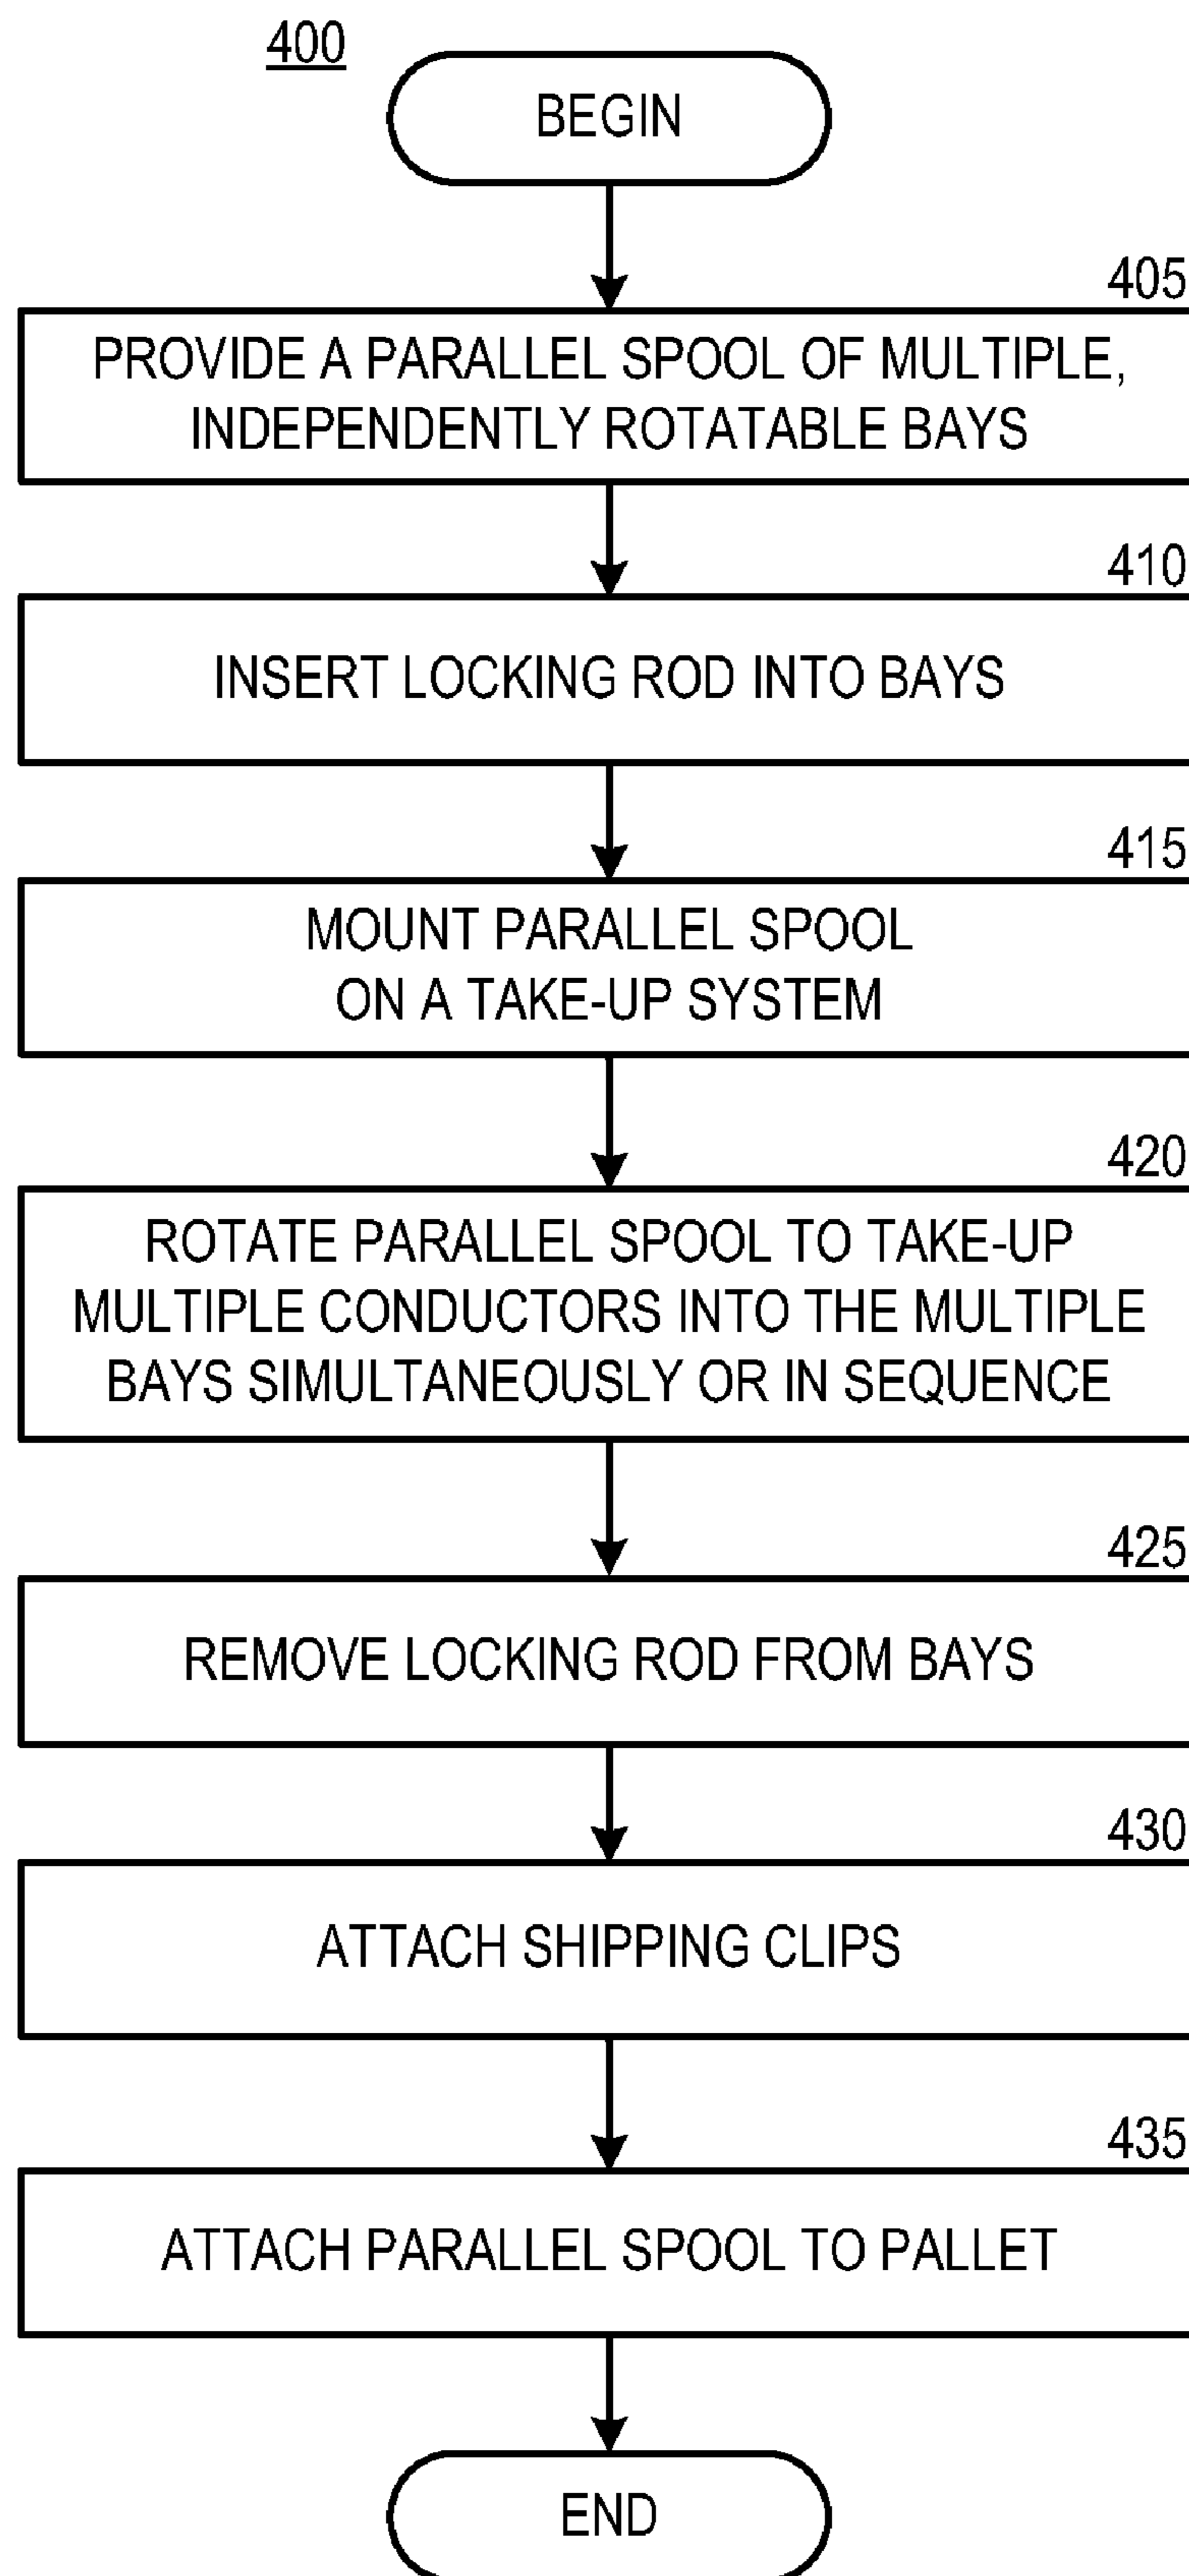 400
BEGIN
405
PROVIDE A PARALLEL SPOOL OF MULTIPLE,
INDEPENDENTLY ROTATABLE BAYS
410
INSERT LOCKING ROD INTO BAYS
415
MOUNT PARALLEL SPOOL
ON A TAKE-UP SYSTEM
420
ROTATE PARALLEL SPOOL TO TAKE-UP
MULTIPLE CONDUCTORS INTO THE MULTIPLE
BAYS SIMULTANEOUSLY OR IN SEQUENCE
425
REMOVE LOCKING ROD FROM BAYS
430
ATTACH SHIPPING CLIPS
435
ATTACH PARALLEL SPOOL TO PALLET
END